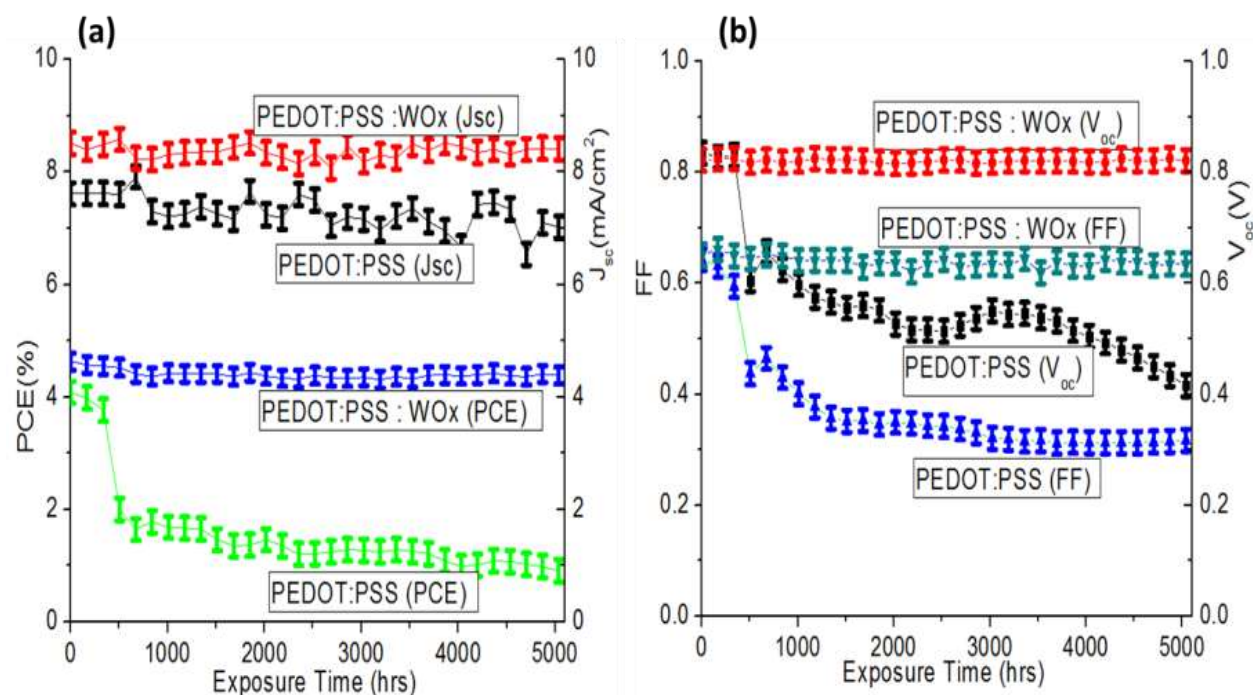 (a)
10
8
6
4
2
0
PCE(%)
10
8
6
4
2
0
J_sc(mA/cm2)
PEDOT:PSS :WOx (Jsc)
PEDOT:PSS (Jsc)
PEDOT:PSS : WOx (PCE)
PEDOT:PSS (PCE)
0 1000 2000 3000 4000 5000
Exposure Time (hrs)
(b)
1.0
0.8
0.6
0.4
0.2
0.0
FF
1.0
0.8
0.6
0.4
0.2
0.0
V_oc(V)
PEDOT:PSS : WOx (V_oc)
PEDOT:PSS : WOx (FF)
PEDOT:PSS (V_oc)
PEDOT:PSS (FF)
0 1000 2000 3000 4000 5000
Exposure Time (hrs)